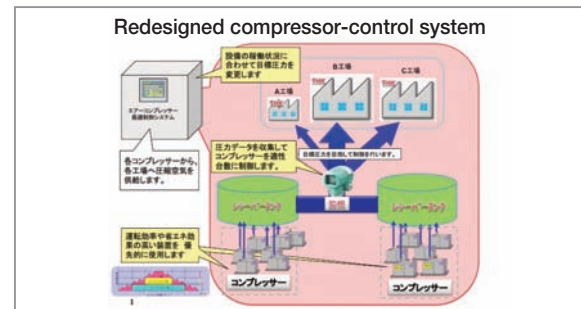 Redesigned compressor-control system
設備の稼働状況に
合わせて目標圧力を
変更します
エアーコンプレッサー
最適制御システム
各コンプレッサーから、
各工場へ圧縮空気を
供給します。
A工場
B工場
C工場
THK
THK
THK
圧力データを収集して
コンプレッサーを適性
台数に制御します。
目標圧力を目指して制御を行います。
レシーバータンク
レシーバータンク
運転効率や省エネ効
果の高い装置を 優
先的に使用します
コンプレッサー
コンプレッサー